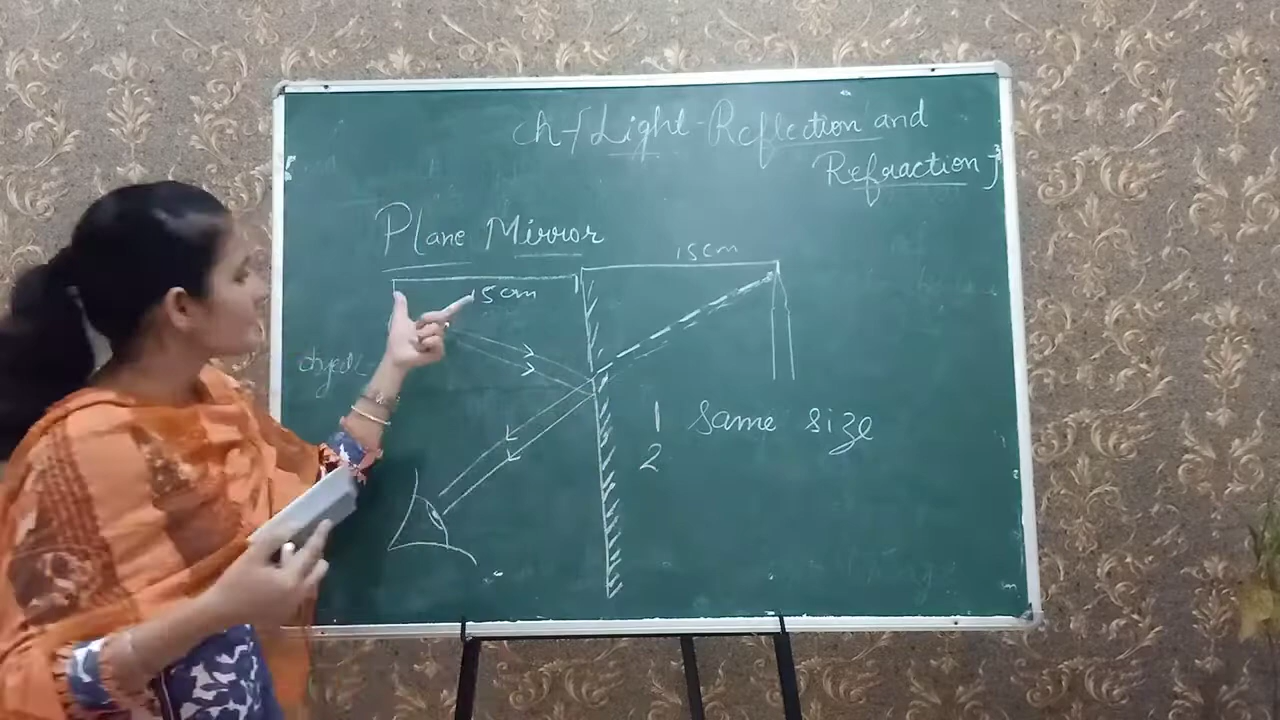 Ch-[Light-Reflection and
Refraction]
Plane Mirror
15cm
15cm
object
1 same size
2